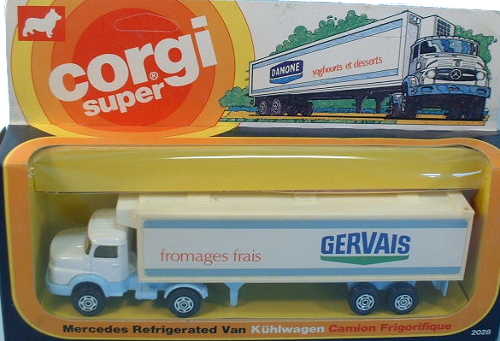 corgi®
super
DANONE
yoghourts et desserts
fromages frais
GERVAIS
Mercedes Refrigerated Van Kühlwagen Camion Frigorifique
2028